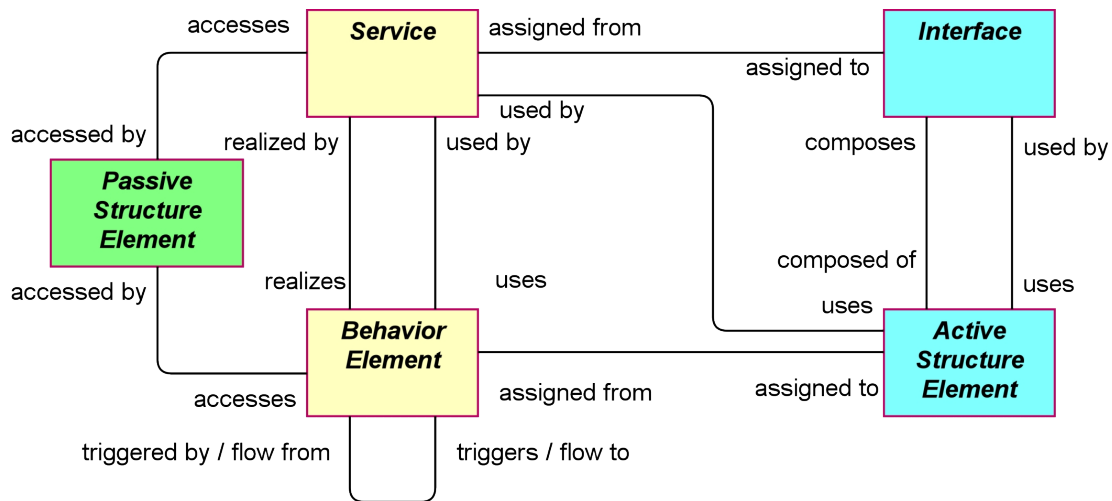 accesses
Service
assigned from
Interface
assigned to
used by
accessed by
realized by
used by
composes
used by
Passive
Structure
Element
composed of
accessed by
realizes
uses
uses
uses
Behavior
Element
Active
Structure
Element
accesses
assigned from
assigned to
triggered by / flow from
triggers / flow to